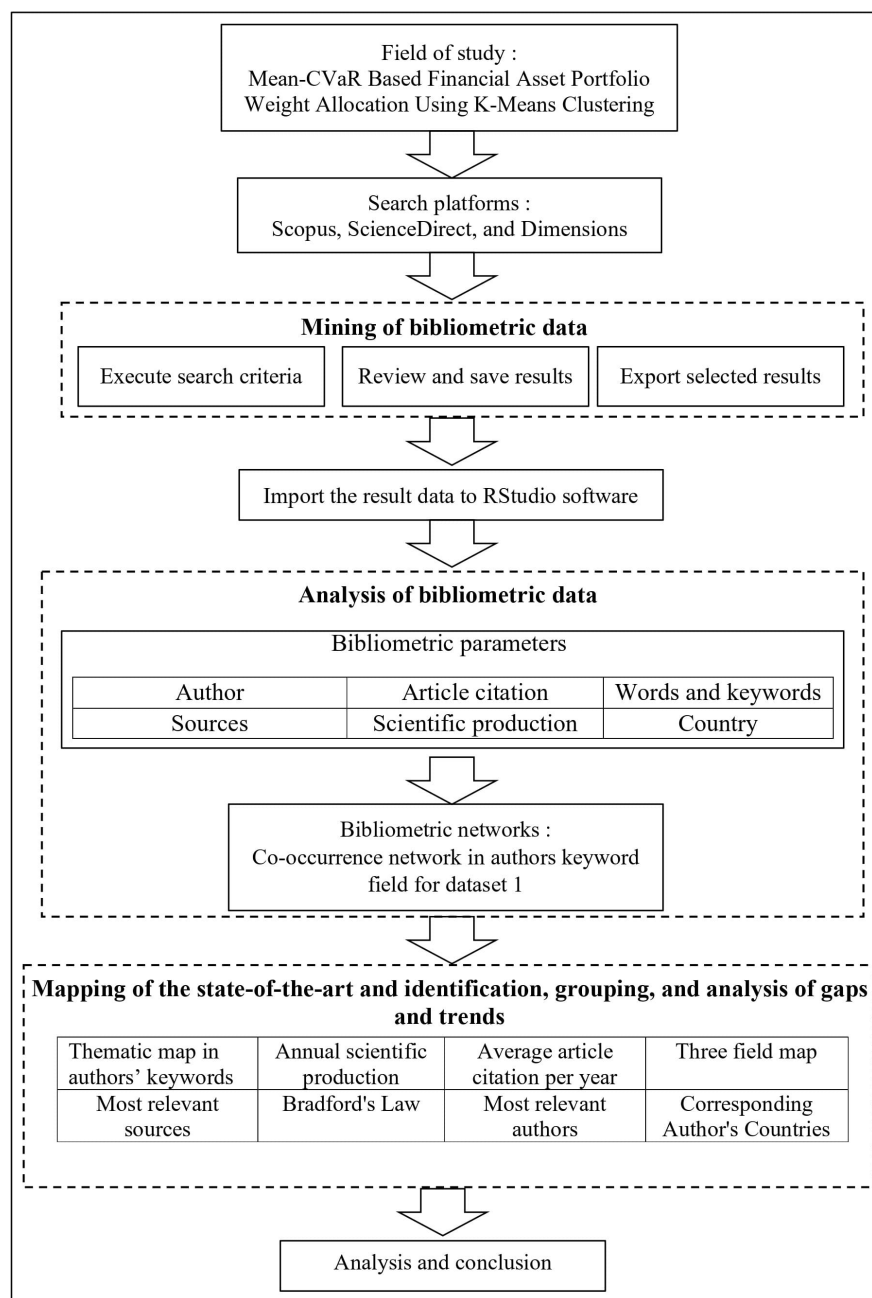 Field of study :
Mean-CVaR Based Financial Asset Portfolio
Weight Allocation Using K-Means Clustering
Search platforms :
Scopus, ScienceDirect, and Dimensions
Mining of bibliometric data
Execute search criteria
Review and save results
Export selected results
Import the result data to RStudio software
Analysis of bibliometric data
Bibliometric parameters
Author
Article citation
Words and keywords
Sources
Scientific production
Country
Bibliometric networks :
Co-occurrence network in authors keyword
field for dataset 1
Mapping of the state-of-the-art and identification, grouping, and analysis of gaps
and trends
Thematic map in
authors’ keywords
Annual scientific
production
Average article
citation per year
Three field map
Most relevant
sources
Bradford's Law
Most relevant
authors
Corresponding
Author's Countries
Analysis and conclusion